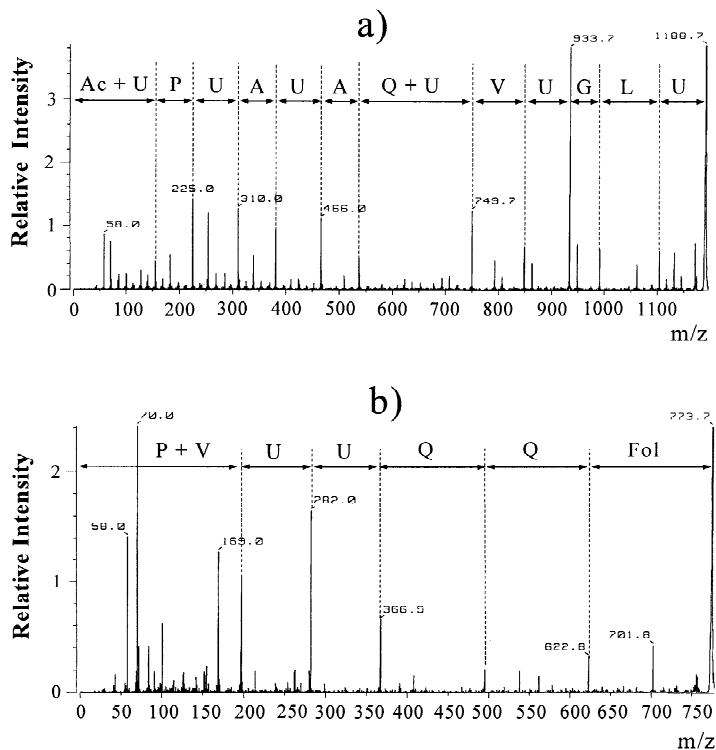 a)
933.7 1188.7
Ac + U P U A U A Q + U V U G L U
3
2
1
0
225.0 310.0 466.0 749.7
58.0
Relative Intensity
0 100 200 300 400 500 600 700 800 900 1000 1100
m/z
b)
70.0 773.7
P + V U U Q Q Fol
2
1
0
58.0 169.0 282.0
366.9 622.8 701.8
Relative Intensity
0 50 100 150 200 250 300 350 400 450 500 550 600 650 700 750
m/z